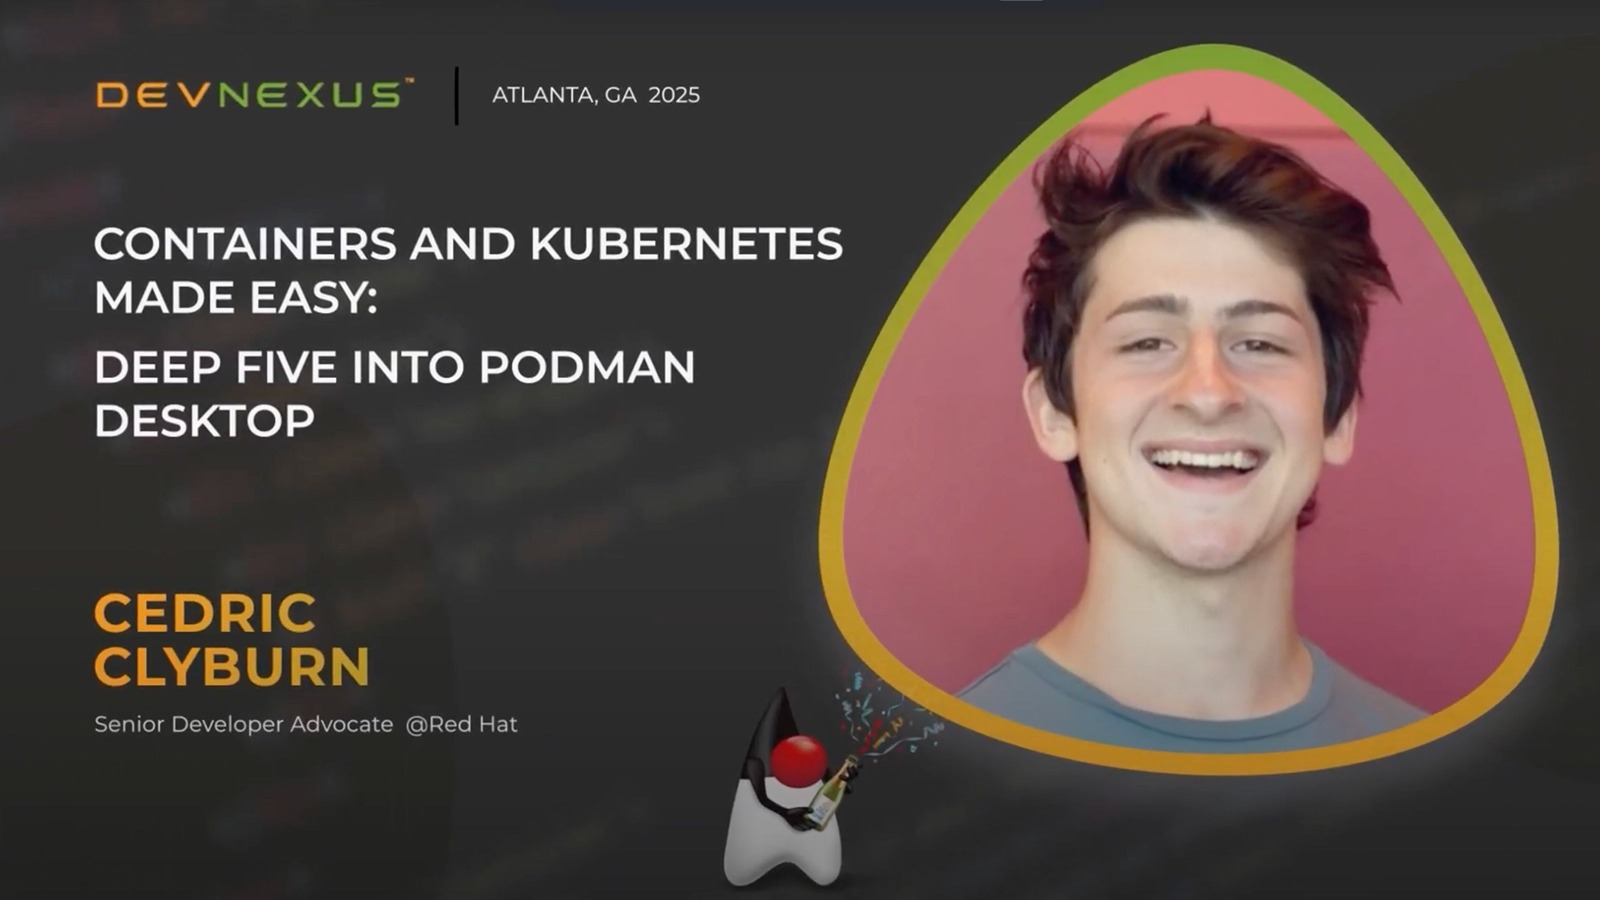 DEVNEXUS™
ATLANTA, GA 2025
CONTAINERS AND KUBERNETES
MADE EASY:
DEEP FIVE INTO PODMAN
DESKTOP
CEDRIC
CLYBURN
Senior Developer Advocate @Red Hat